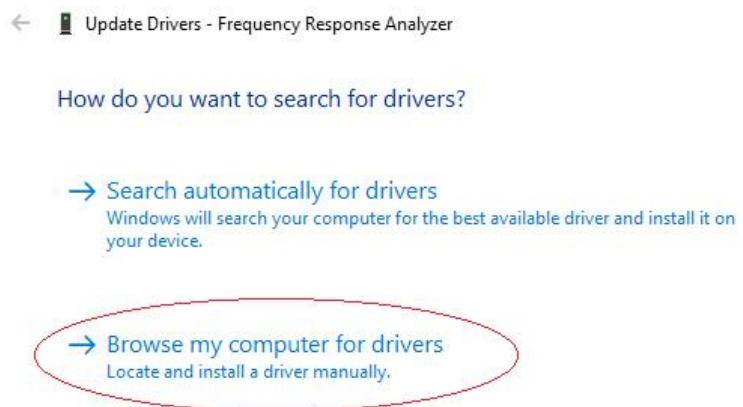 Update Drivers - Frequency Response Analyzer
How do you want to search for drivers?
Search automatically for drivers
Windows will search your computer for the best available driver and install it on
your device.
Browse my computer for drivers
Locate and install a driver manually.